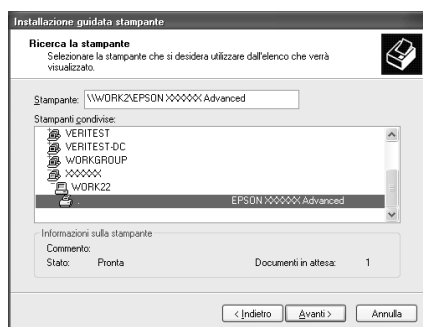 Installazione guidata stampante
Ricerca la stampante
Selezionare la stampante che si desidera utilizzare dall'elenco che verrà
visualizzato.
Stampante: \\WORK2\EPSON XXXXXX Advanced
Stampanti condivise:
VERITEST
VERITEST-DC
WORKGROUP
XXXXXX
WORK22
. EPSON XXXXX Advanced
Informazioni sulla stampante
Commento:
Stato: Pronta Documenti in attesa: 1
< Indietro Avanti > Annulla